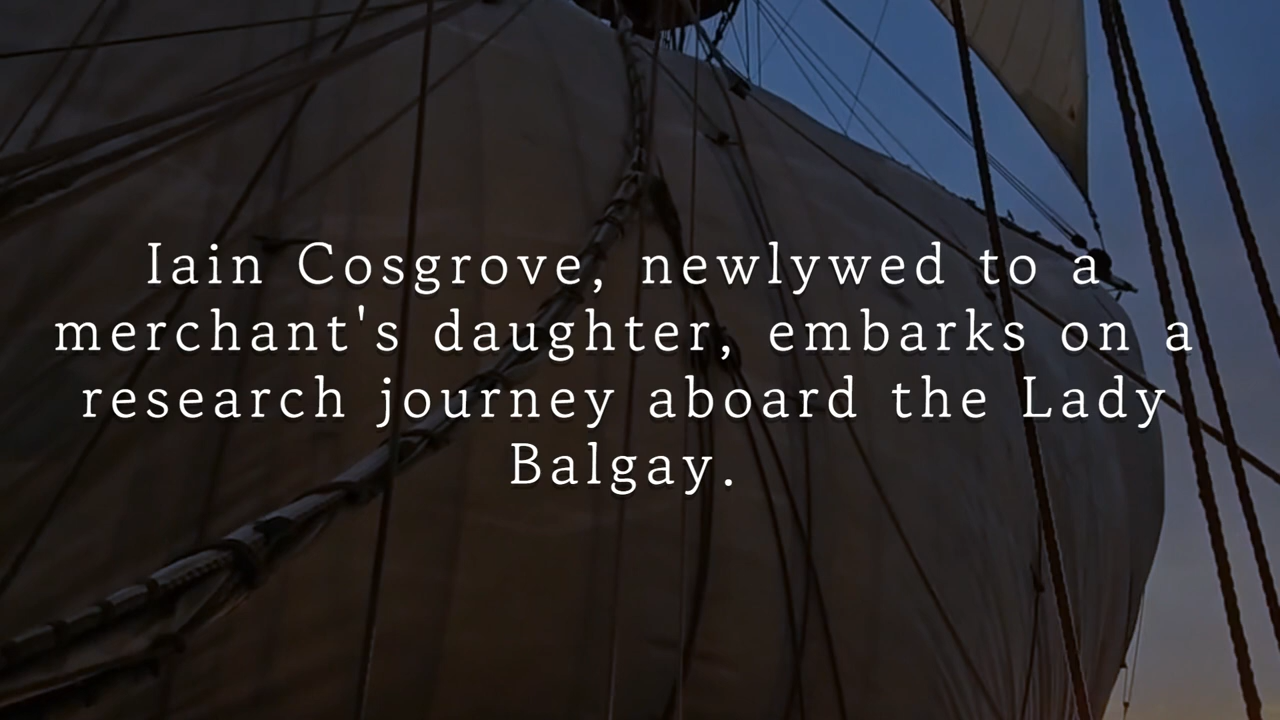 Iain Cosgrove, newlywed to a
merchant's daughter, embarks on a
research journey aboard the Lady
Balgay.